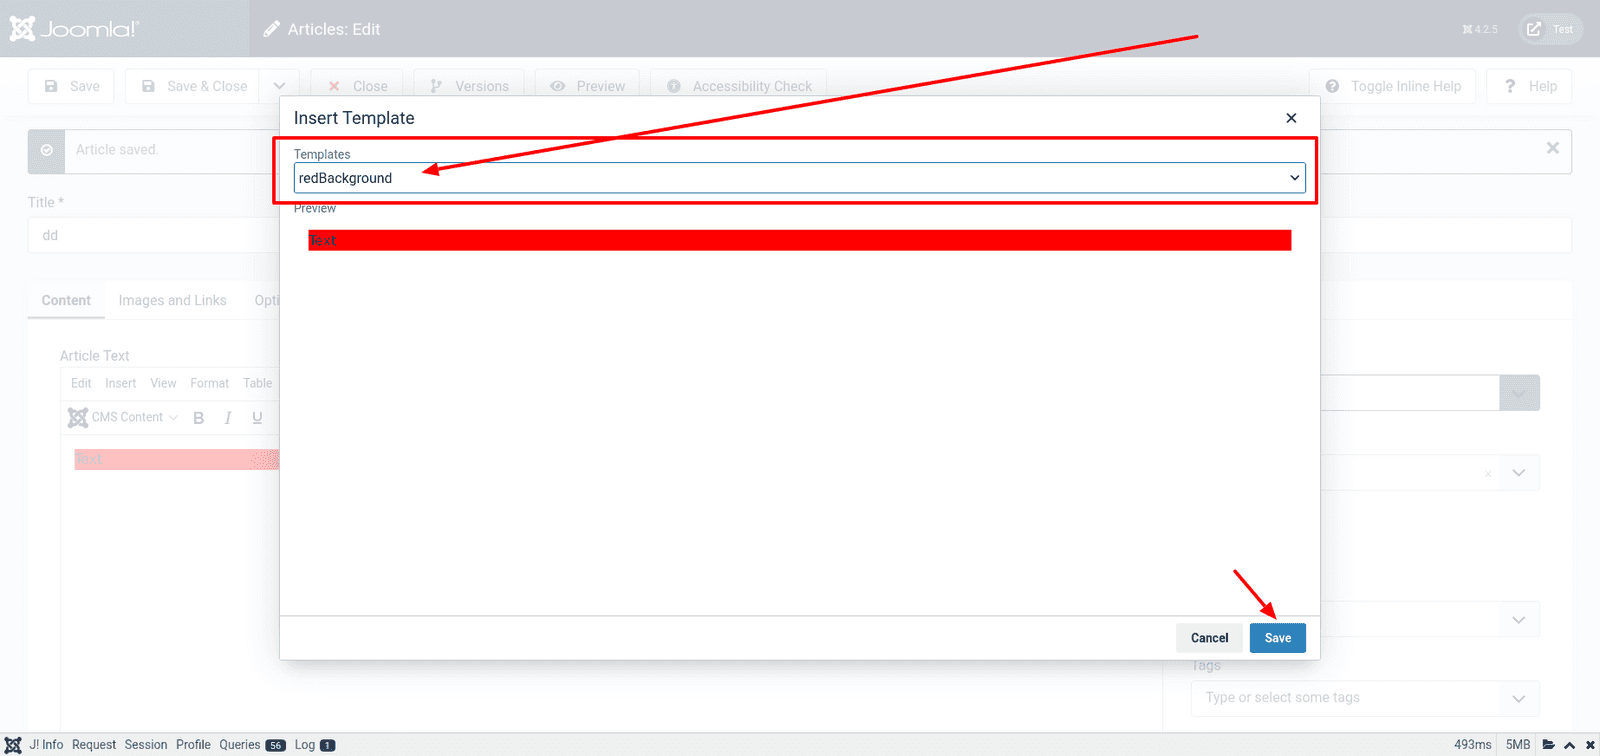 Joomla!®
Articles: Edit
4.2.5
Test
Save
Save & Close
Close
Versions
Preview
Accessibility Check
Toggle Inline Help
? Help
Insert Template
Article saved.
Templates
redBackground
Title *
Preview
dd
Text
Content
Images and Links
Opti
Article Text
Edit Insert View Format Table
CMS Content B I U
Text
Cancel
Save
Tags
Type or select some tags
J! Info Request Session Profile Queries 56 Log 1
493ms 5MB